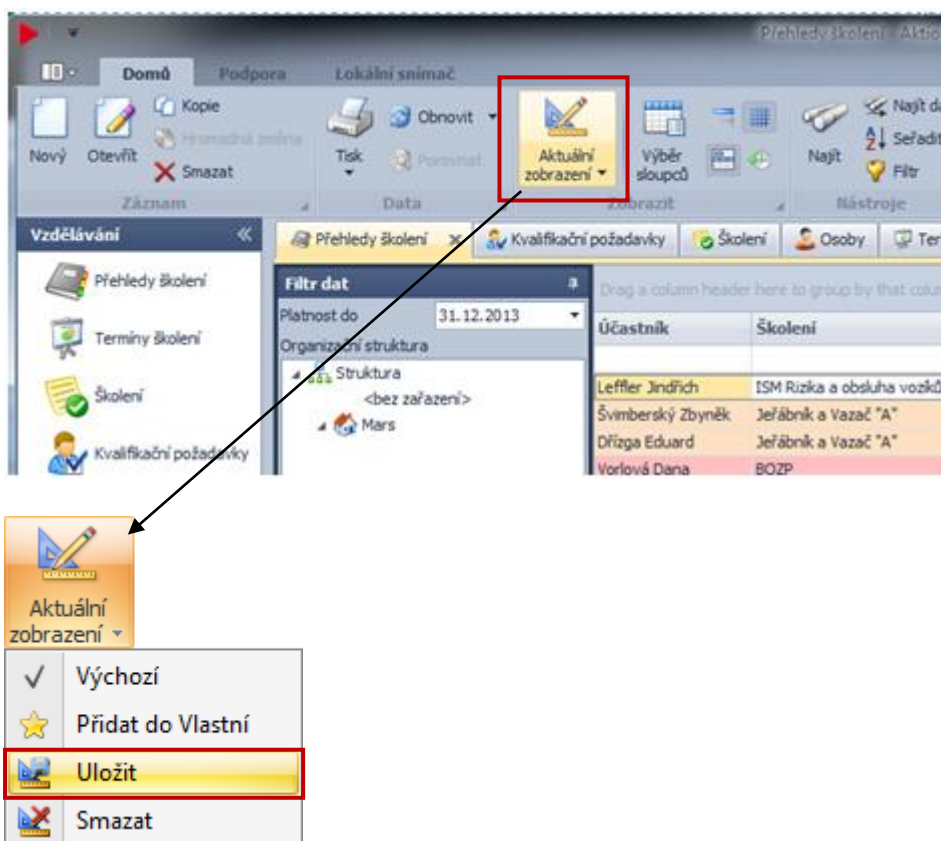 Přehledy školení - Aktio
Domů Podpora Lokální snímač
Nový Otevřít Kopie Hromadná změna Smazat
Tisk Obnovit Porovnat
Aktuální zobrazení Výběr sloupců
Najít Najít da Seřadit Filtr
Záznam Data Zobrazit Nástroje
Vzdělávání «
Přehledy školení
Termíny školení
Školení
Kvalifikační požadavky
Přehledy školení x Kvalifikační požadavky Školení Osoby Ter
Filtr dat
Platnost do 31.12.2013
Organizační struktura
Struktura
<bez zařazení>
Mars
Drag a column header here to group by that colu
Účastník Školení
Leffler Jindřich ISM Rizika a obsluha vozíků
Švimberský Zbyněk Jeřábník a Vazač "A"
Dřízga Eduard Jeřábník a Vazač "A"
Vorlová Dana BOZP
Aktuální
zobrazení
Výchozí
Přidat do Vlastní
Uložit
Smazat